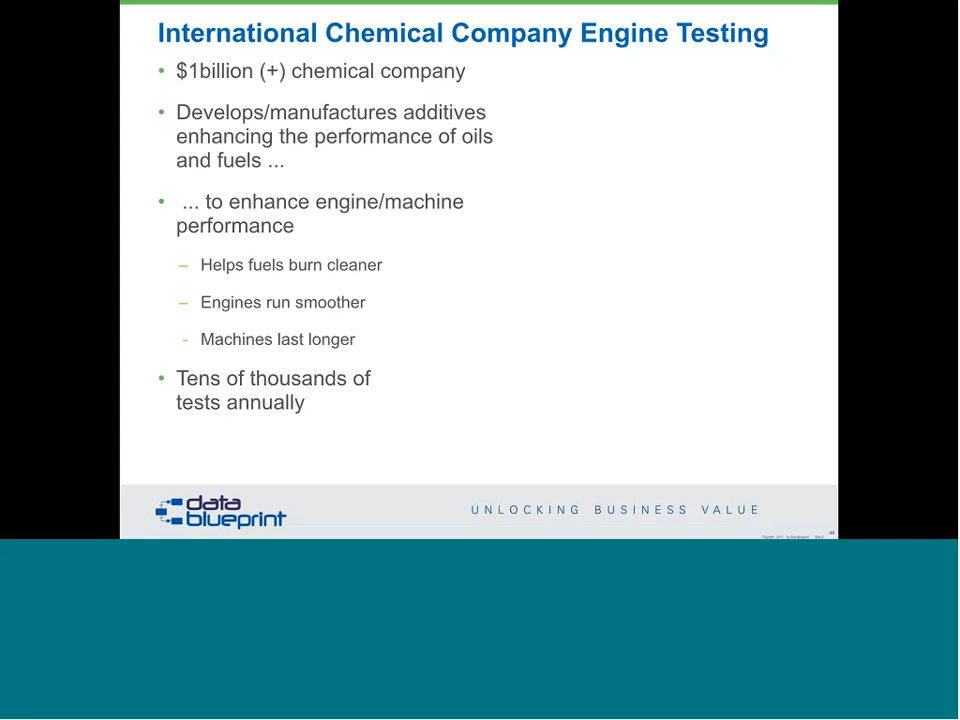 International Chemical Company Engine Testing
• $1billion (+) chemical company
• Develops/manufactures additives
enhancing the performance of oils
and fuels ...
• ... to enhance engine/machine
performance
– Helps fuels burn cleaner
– Engines run smoother
- Machines last longer
• Tens of thousands of
tests annually
data
blueprint
UNLOCKING BUSINESS VALUE